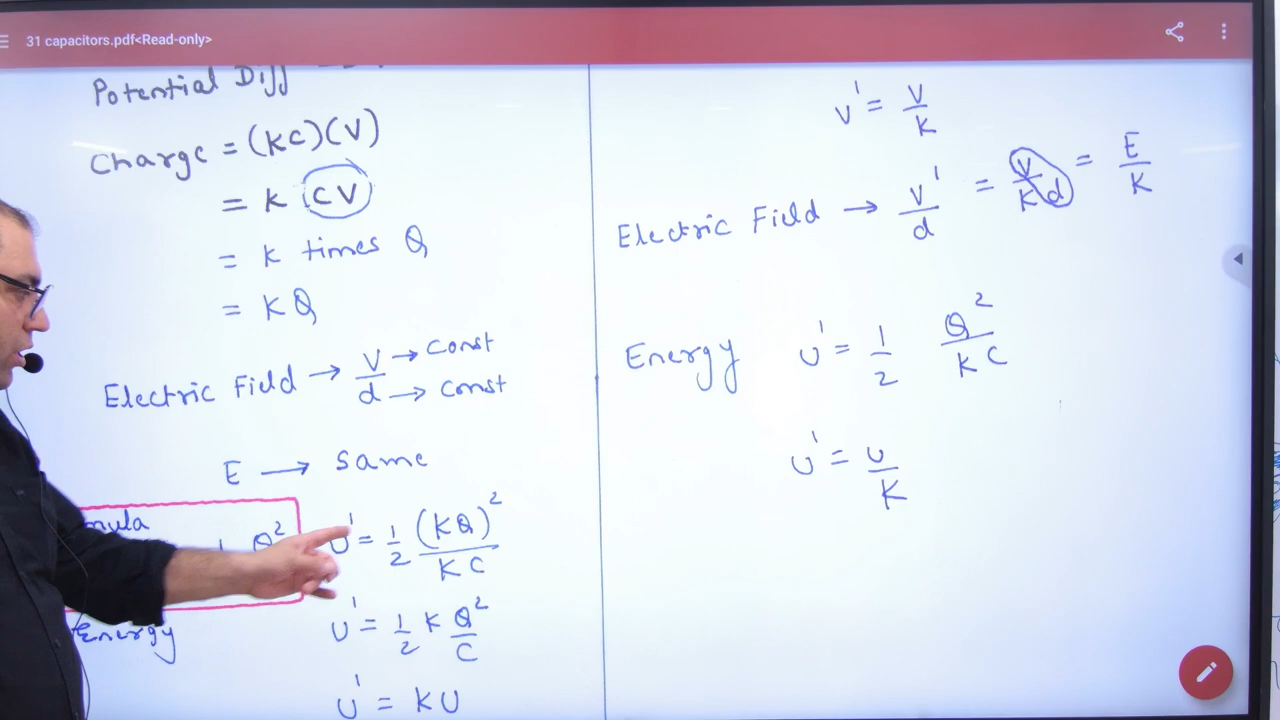 31 capacitors.pdf<Read-only>
Potential Diff
Charge = (KC)(V)
= K CV
= K times Q
= KQ
Electric Field → V/d → Const → Const
E → Same
U' = 1/2 (KQ)²/KC
Energy
U' = 1/2 K Q²/C
U' = KU
V' = V/K
Electric Field → V'/d = V/Kd = E/K
Energy U' = 1/2 Q²/KC
U' = U/K